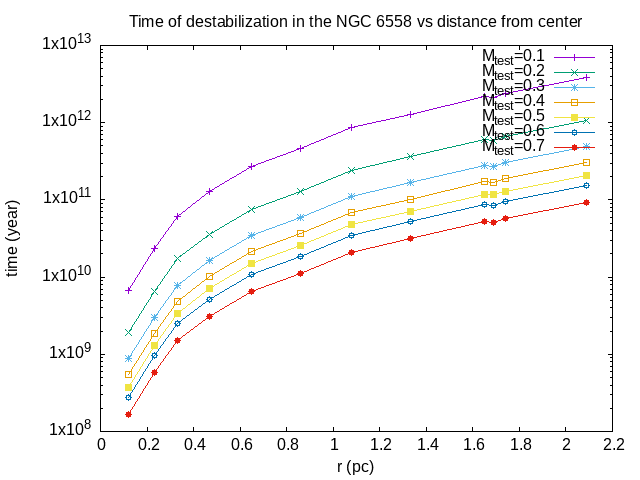 Time of destabilization in the NGC 6558 vs distance from center
1x10^13
1x10^12
1x10^11
1x10^10
1x10^9
1x10^8
time (year)
M_test=0.1
M_test=0.2
M_test=0.3
M_test=0.4
M_test=0.5
M_test=0.6
M_test=0.7
0 0.2 0.4 0.6 0.8 1 1.2 1.4 1.6 1.8 2 2.2
r (pc)